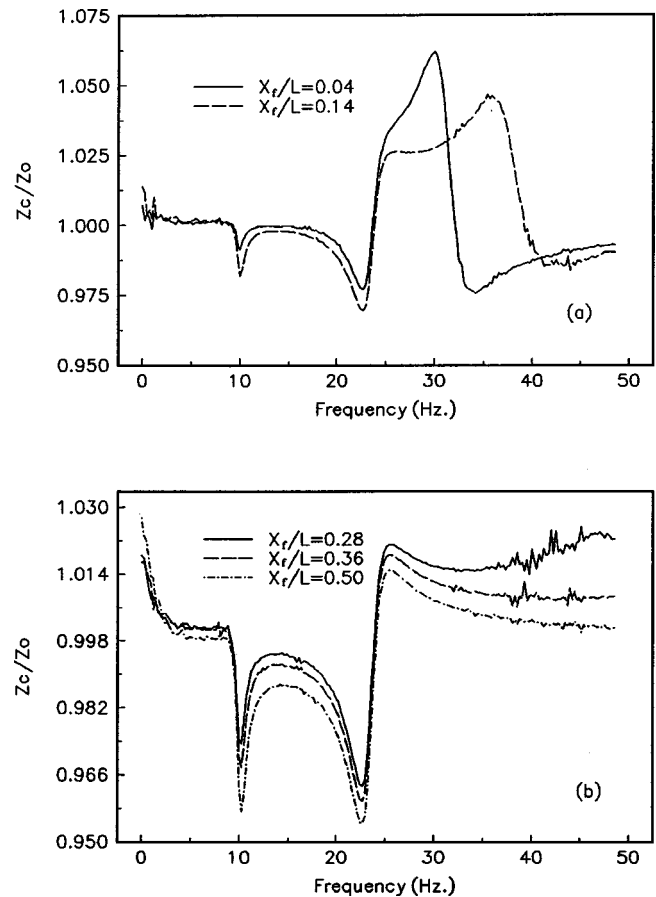 1.075
1.050
1.025
1.000
0.975
0.950
Zc/Zo
Xf/L=0.04
Xf/L=0.14
(a)
0 10 20 30 40 50
Frequency (Hz.)
1.030
1.014
0.998
0.982
0.966
0.950
Zc/Zo
Xf/L=0.28
Xf/L=0.36
Xf/L=0.50
(b)
0 10 20 30 40 50
Frequency (Hz.)